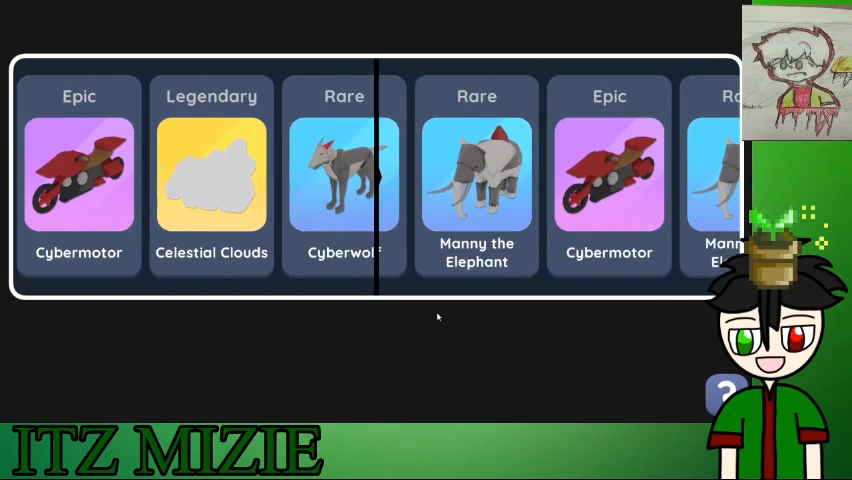 Epic
Legendary
Rare
Rare
Epic
Cybermotor
Celestial Clouds
Cyberwolf
Manny the
Elephant
Cybermotor
?
ITZ MIZIE